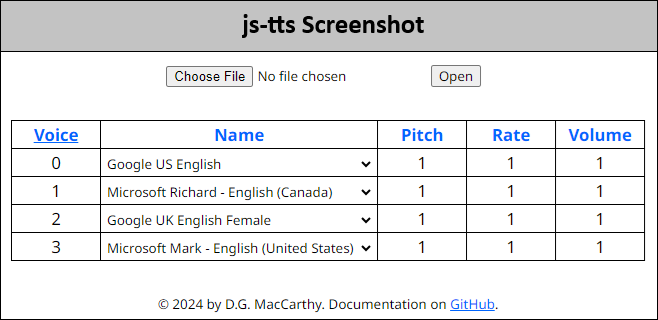 js-tts Screenshot
Choose File No file chosen Open
Voice Name Pitch Rate Volume
0 Google US English 1 1 1
1 Microsoft Richard - English (Canada) 1 1 1
2 Google UK English Female 1 1 1
3 Microsoft Mark - English (United States) 1 1 1
© 2024 by D.G. MacCarthy. Documentation on GitHub.